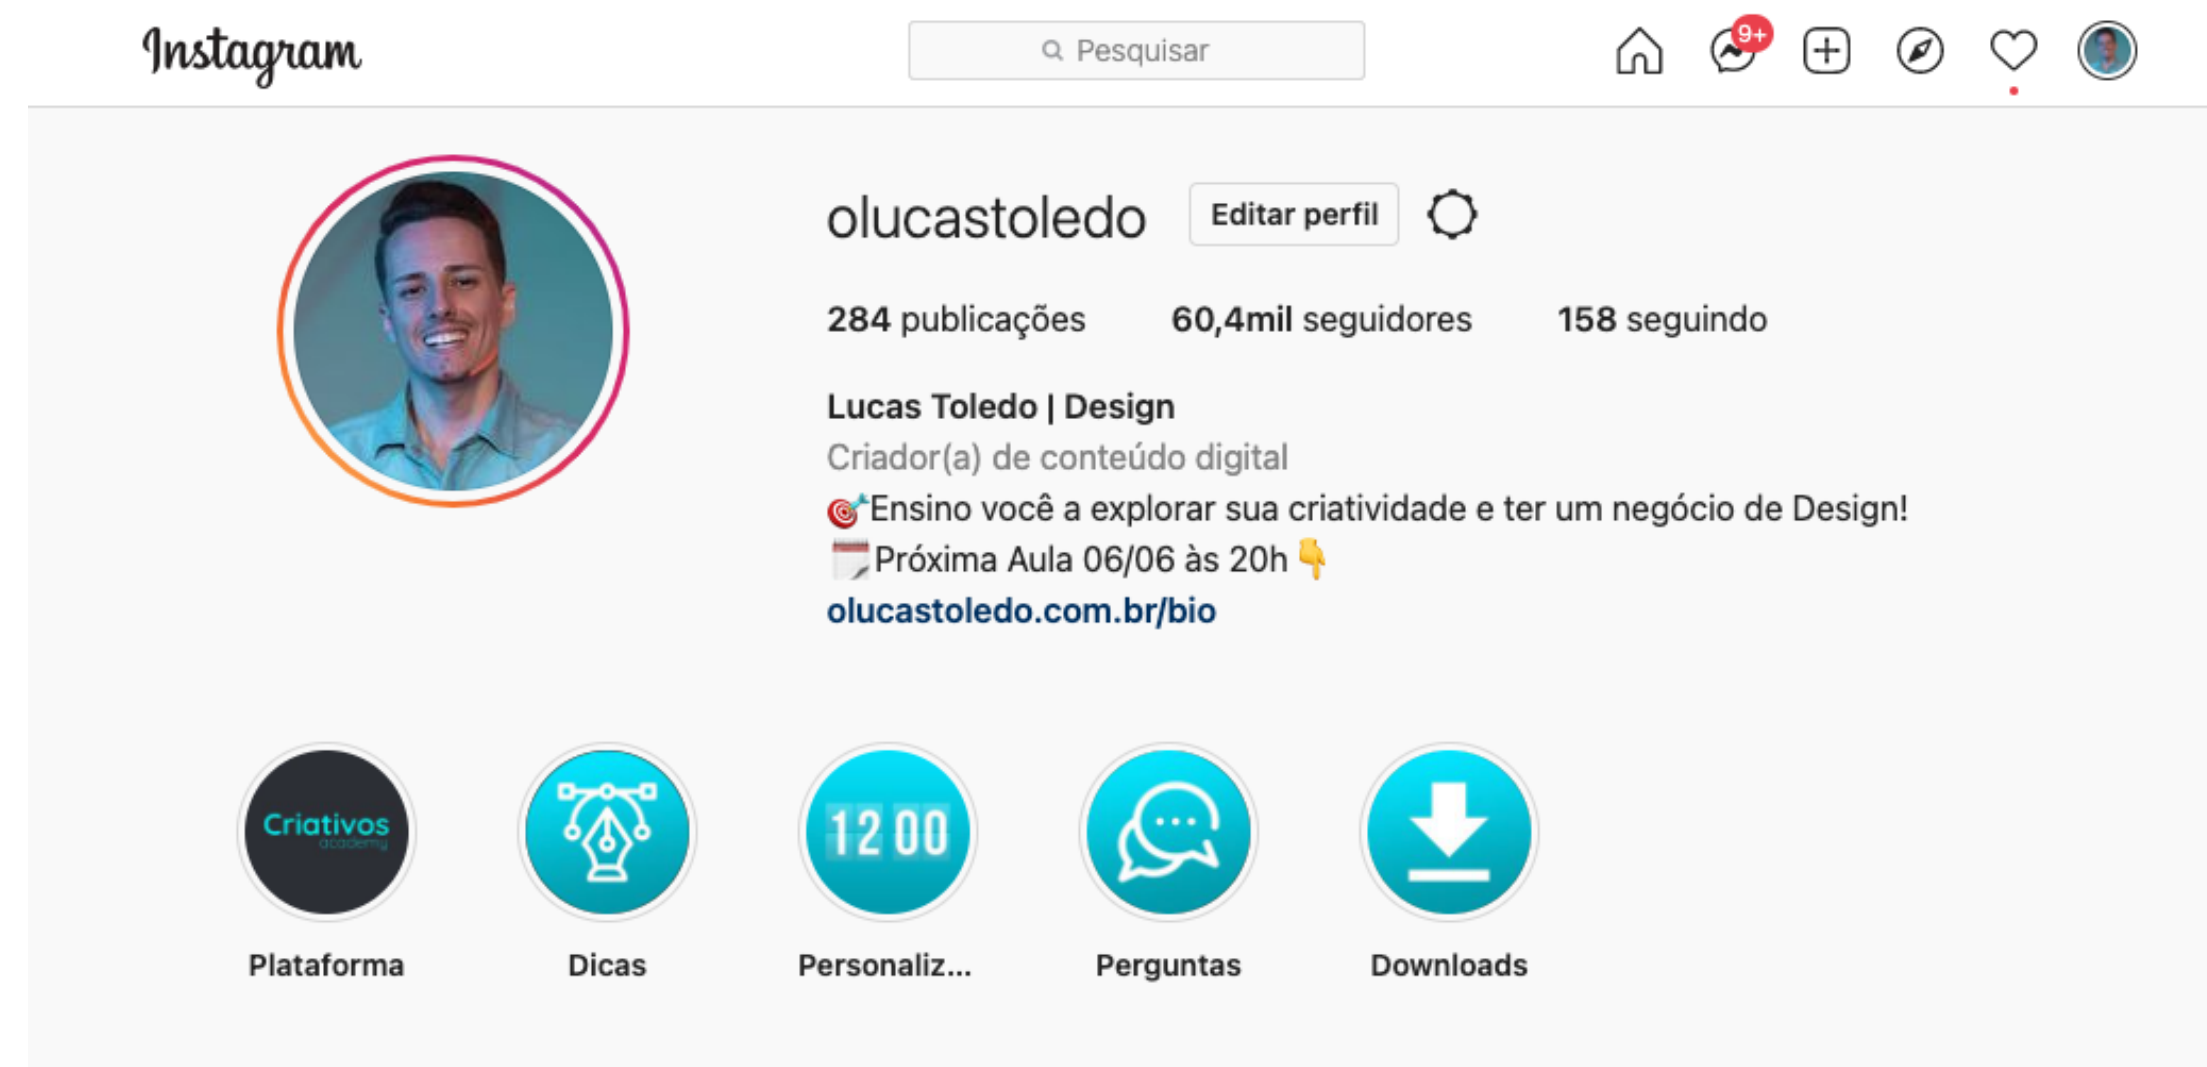 Instagram
Pesquisar
9+
olucastoledo Editar perfil
284 publicações 60,4mil seguidores 158 seguindo
Lucas Toledo | Design
Criador(a) de conteúdo digital
🎯Ensino você a explorar sua criatividade e ter um negócio de Design!
🗓Próxima Aula 06/06 às 20h👇
olucastoledo.com.br/bio
Criativos
academy
12 00
Plataforma Dicas Personaliz... Perguntas Downloads